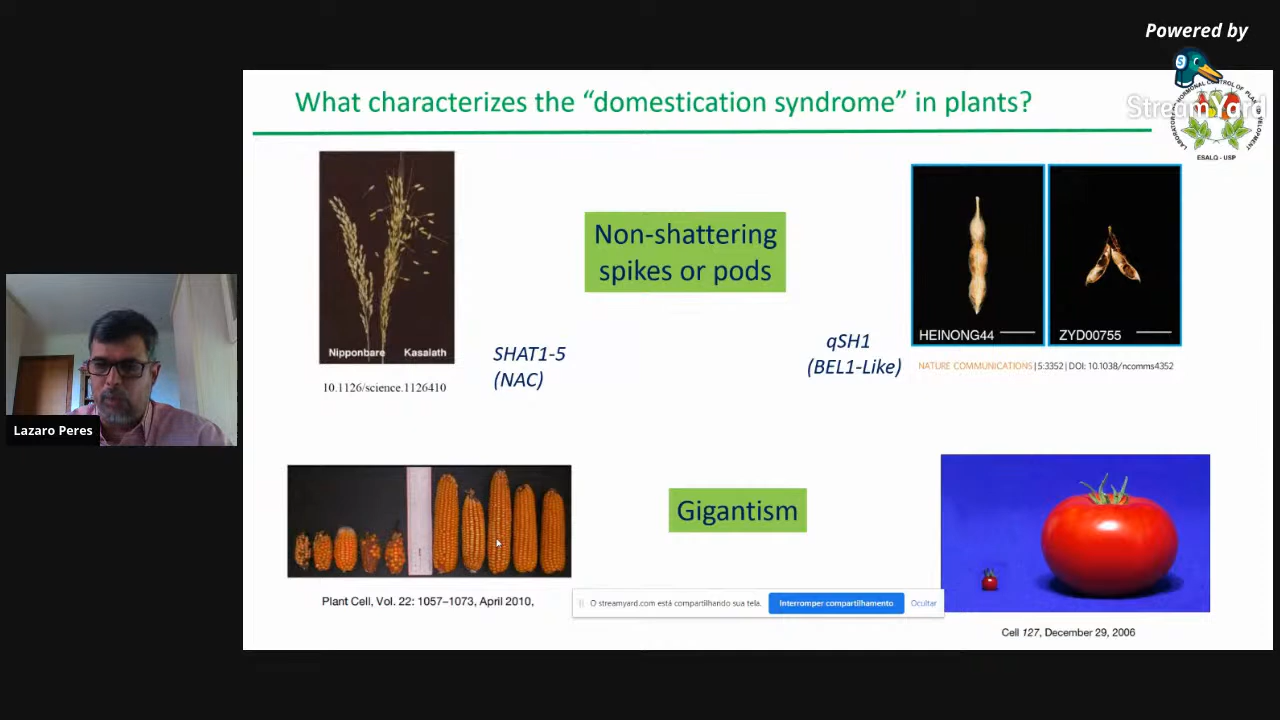 Powered by
StreamYard
What characterizes the “domestication syndrome” in plants?
ESALQ - USP
Non-shattering
spikes or pods
Nipponbare Kasalath
HEINONG44
ZYD00755
SHAT1-5
(NAC)
qSH1
(BEL1-Like)
10.1126/science.1126410
NATURE COMMUNICATIONS | 5:3352 | DOI: 10.1038/ncomms4352
Lazaro Peres
Gigantism
Plant Cell, Vol. 22: 1057–1073, April 2010,
O streamyard.com está compartilhando sua tela.
Interromper compartilhamento
Ocultar
Cell 127, December 29, 2006